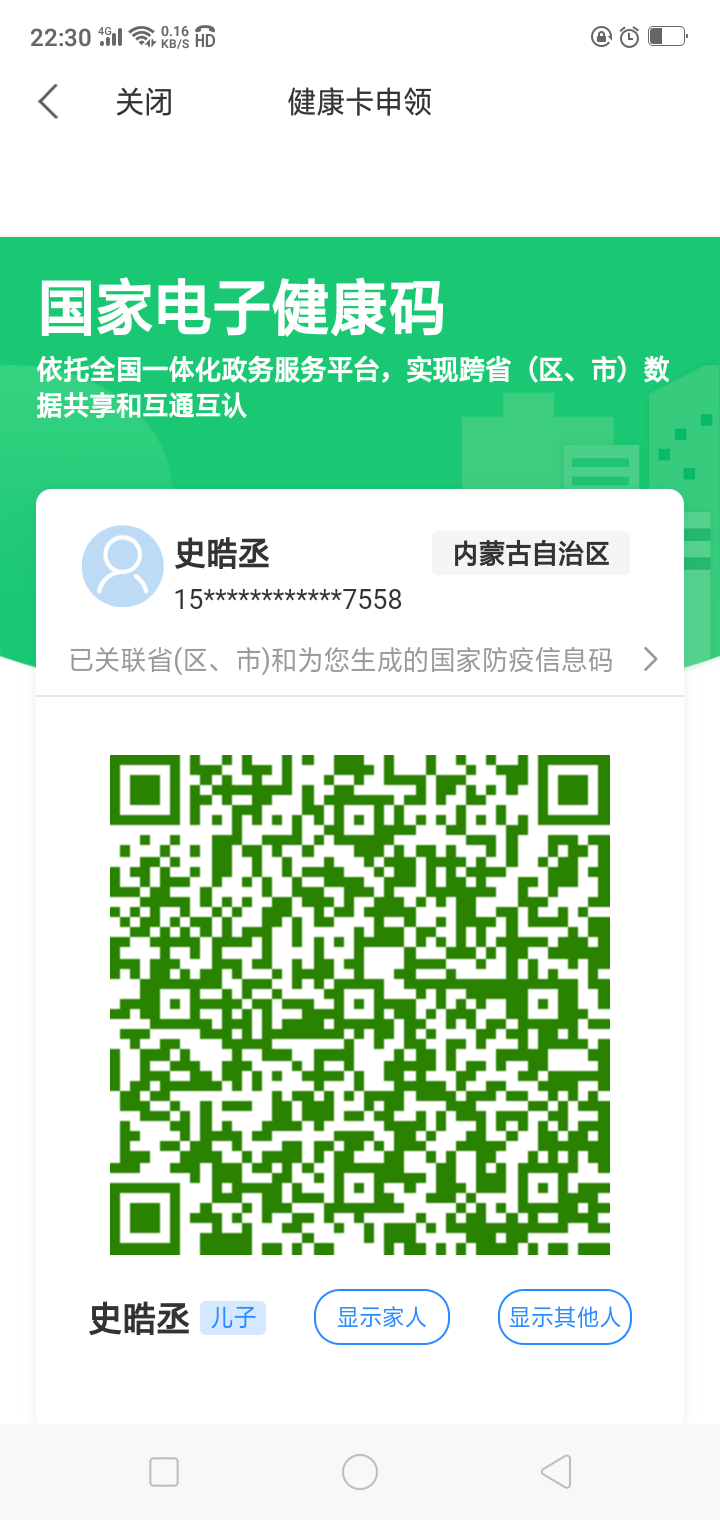 22:30 4G 0.16 KB/S HD
关闭 健康卡申领
国家电子健康码
依托全国一体化政务服务平台，实现跨省（区、市）数
据共享和互通互认
史晧丞 内蒙古自治区
15************7558
已关联省(区、市)和为您生成的国家防疫信息码
史晧丞 儿子 显示家人 显示其他人